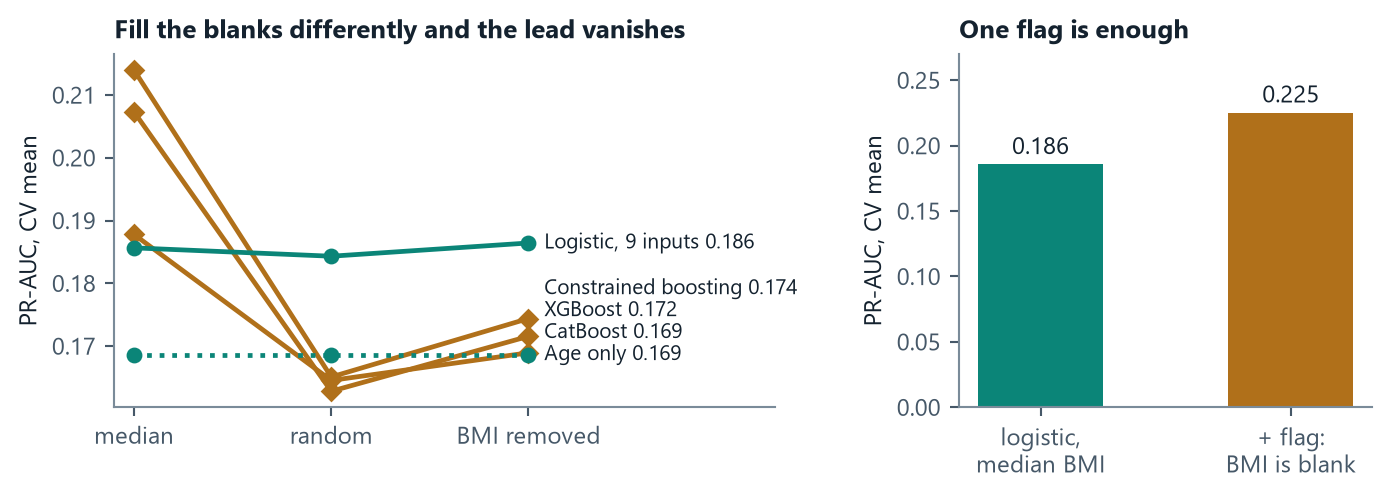 Fill the blanks differently and the lead vanishes
PR-AUC, CV mean
0.21
0.20
0.19
0.18
0.17
Logistic, 9 inputs 0.186
Constrained boosting 0.174
XGBoost 0.172
CatBoost 0.169
Age only 0.169
median
random
BMI removed
One flag is enough
PR-AUC, CV mean
0.25
0.20
0.15
0.10
0.05
0.00
0.186
0.225
logistic,
median BMI
+ flag:
BMI is blank